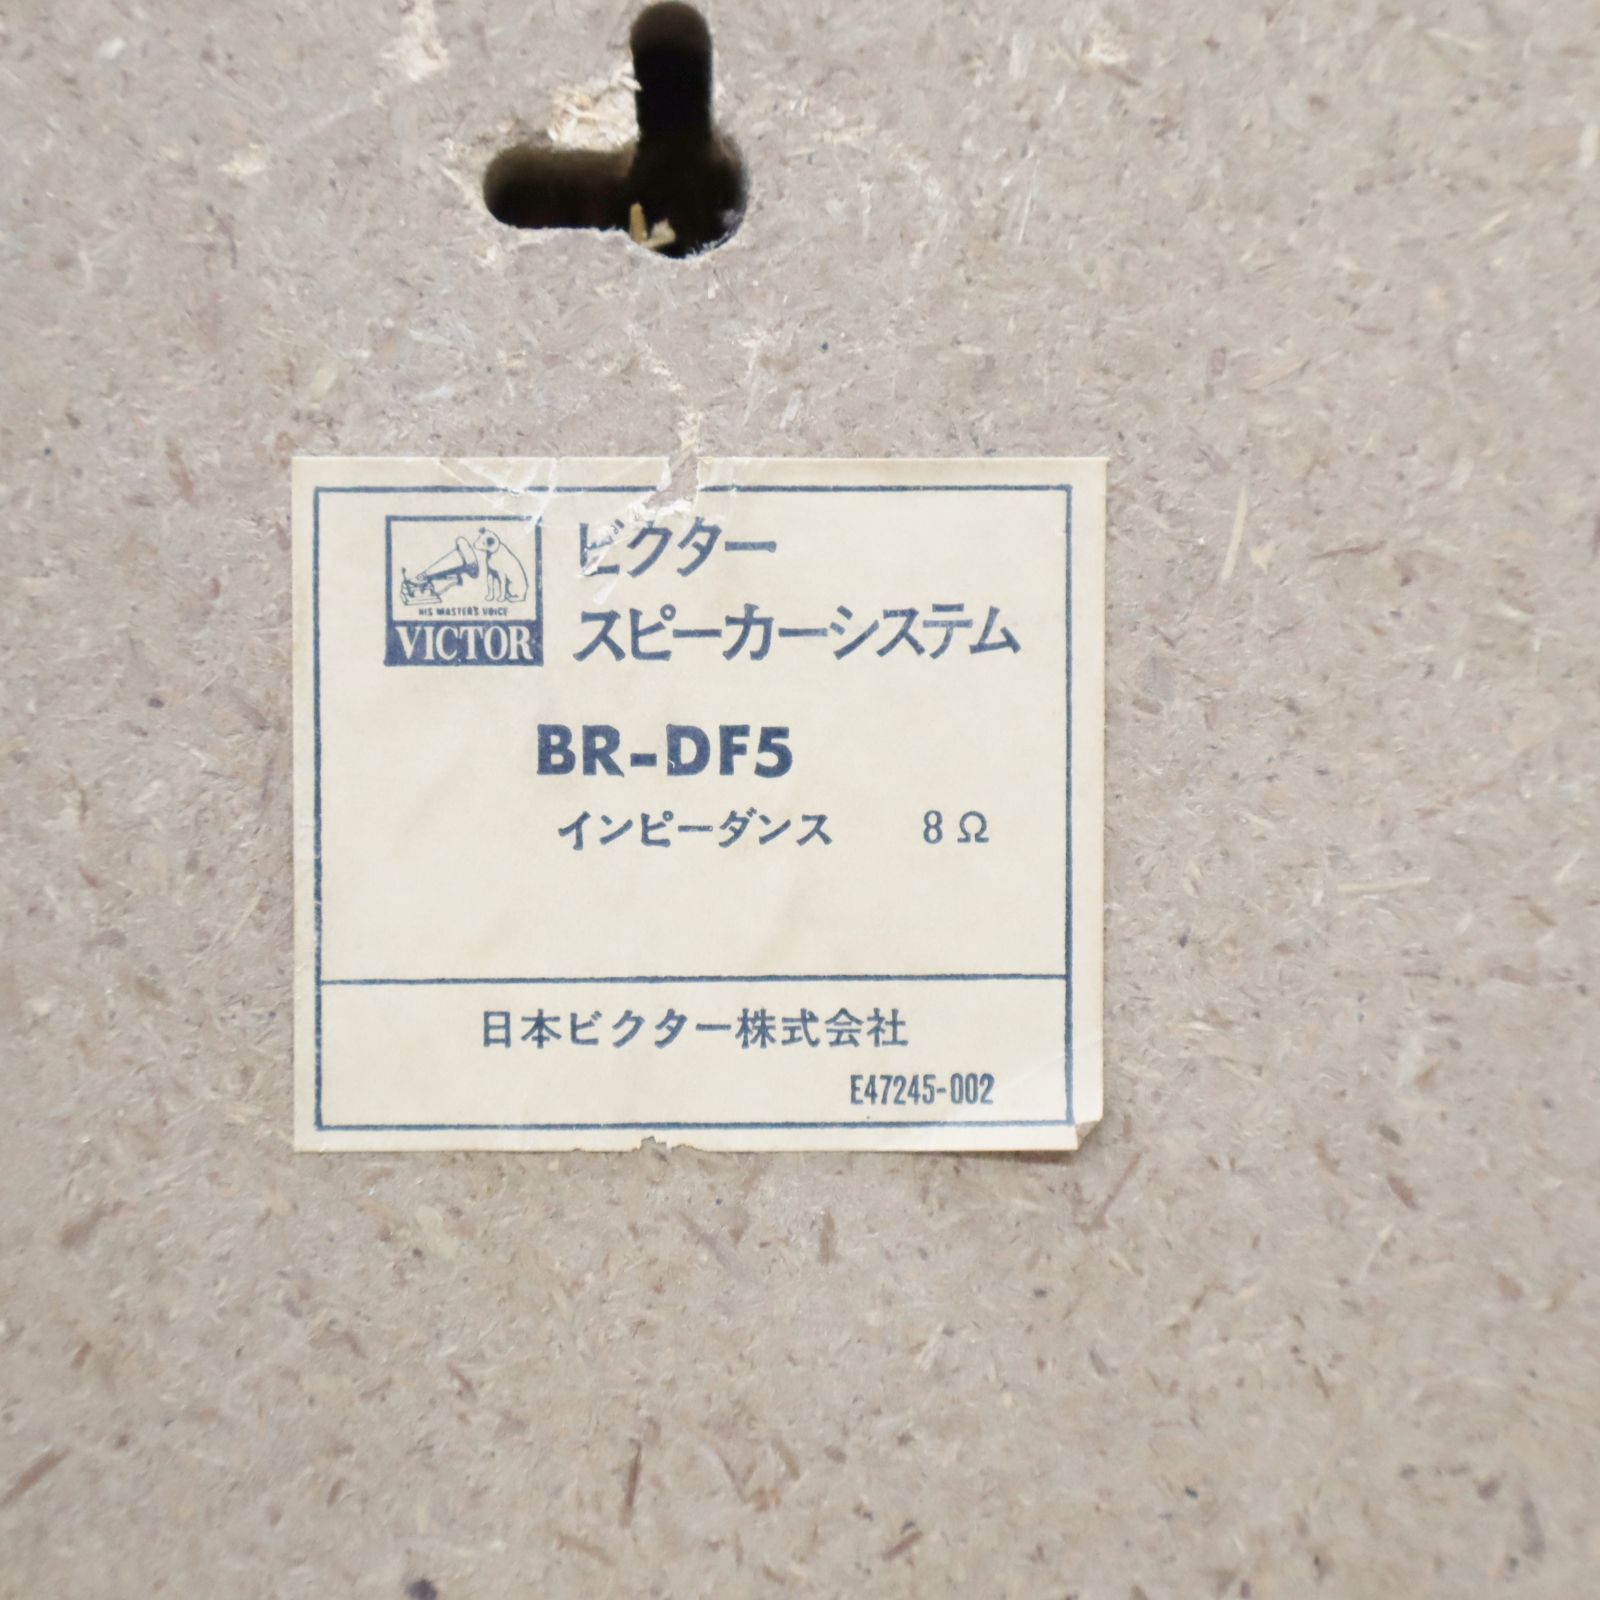 HIS MASTER'S VOICE
VICTOR
ビクター
スピーカーシステム
BR-DF5
インピーダンス 8Ω
日本ビクター株式会社
E47245-002